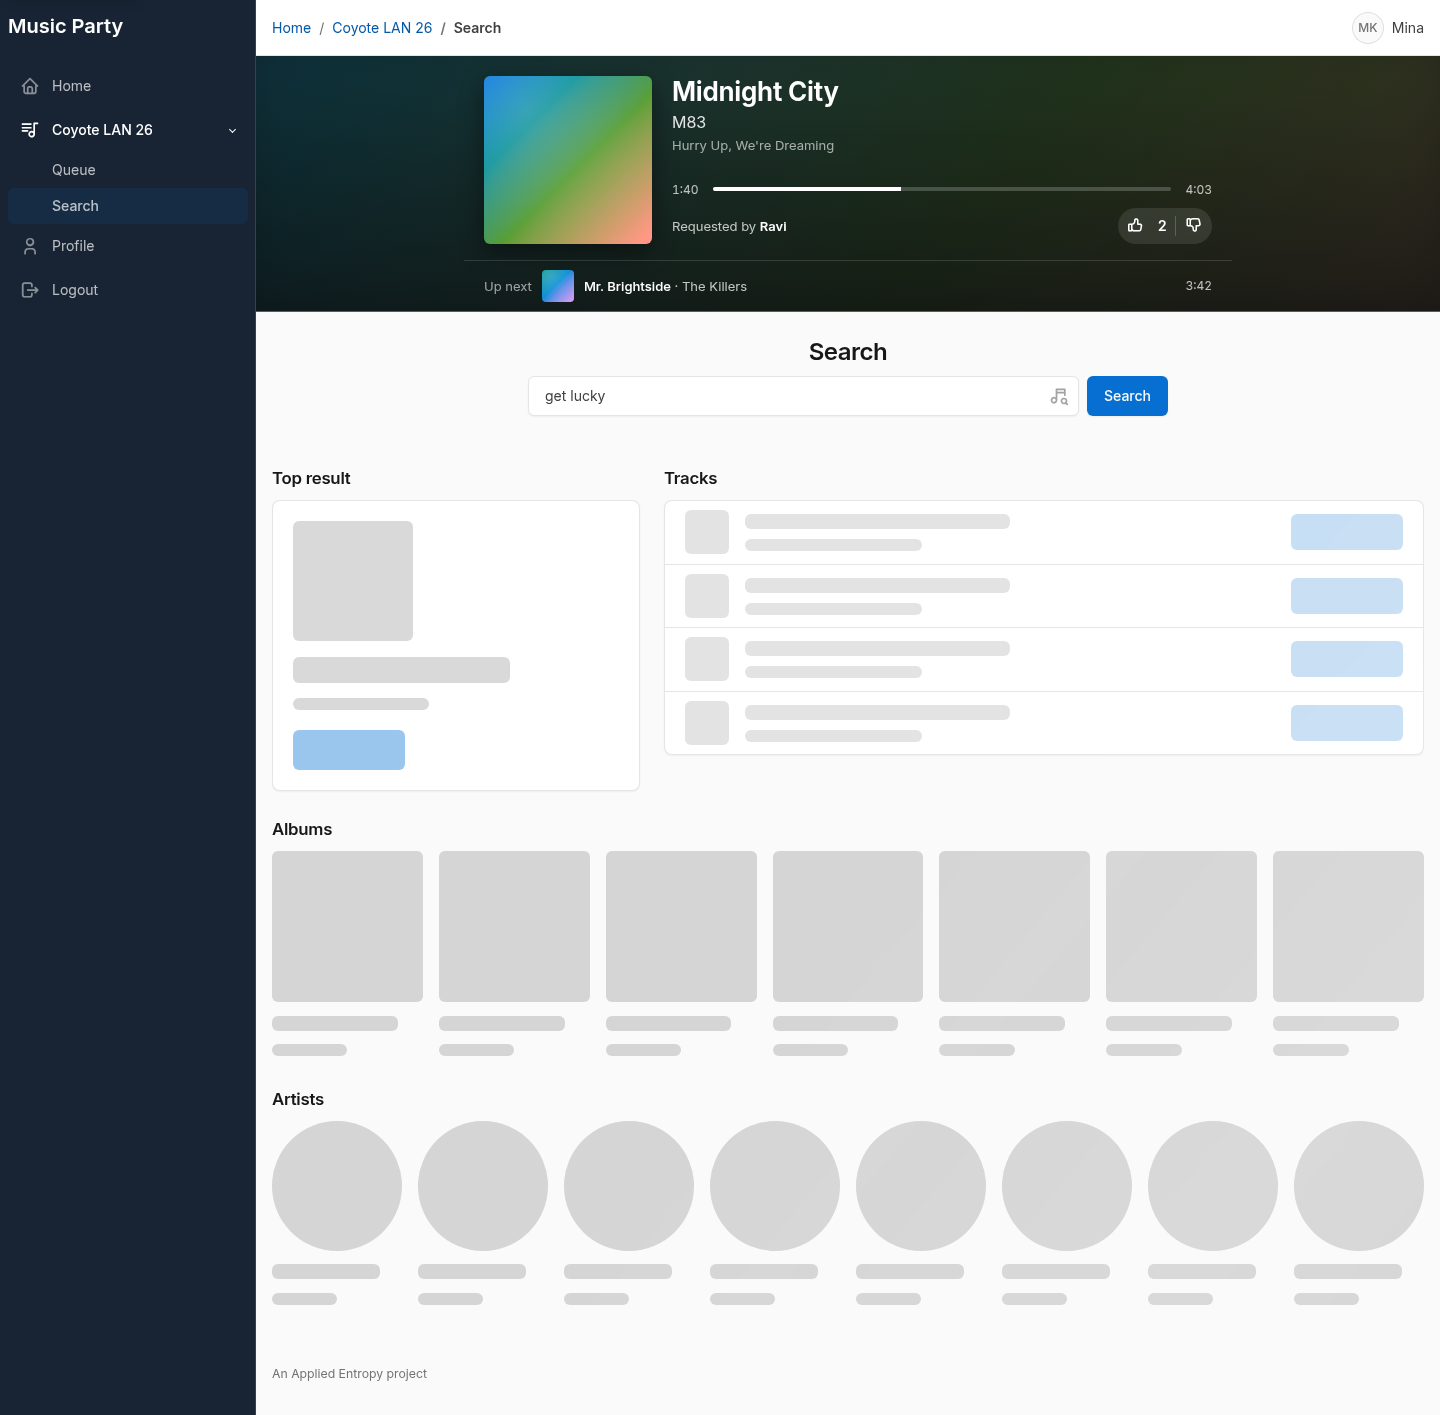 Music Party
Home
Coyote LAN 26
Queue
Search
Profile
Logout
Home / Coyote LAN 26 / Search
MK Mina
Midnight City
M83
Hurry Up, We're Dreaming
1:40 4:03
Requested by Ravi 2
Up next Mr. Brightside · The Killers 3:42
Search
get lucky Search
Top result
Tracks
Albums
Artists
An Applied Entropy project